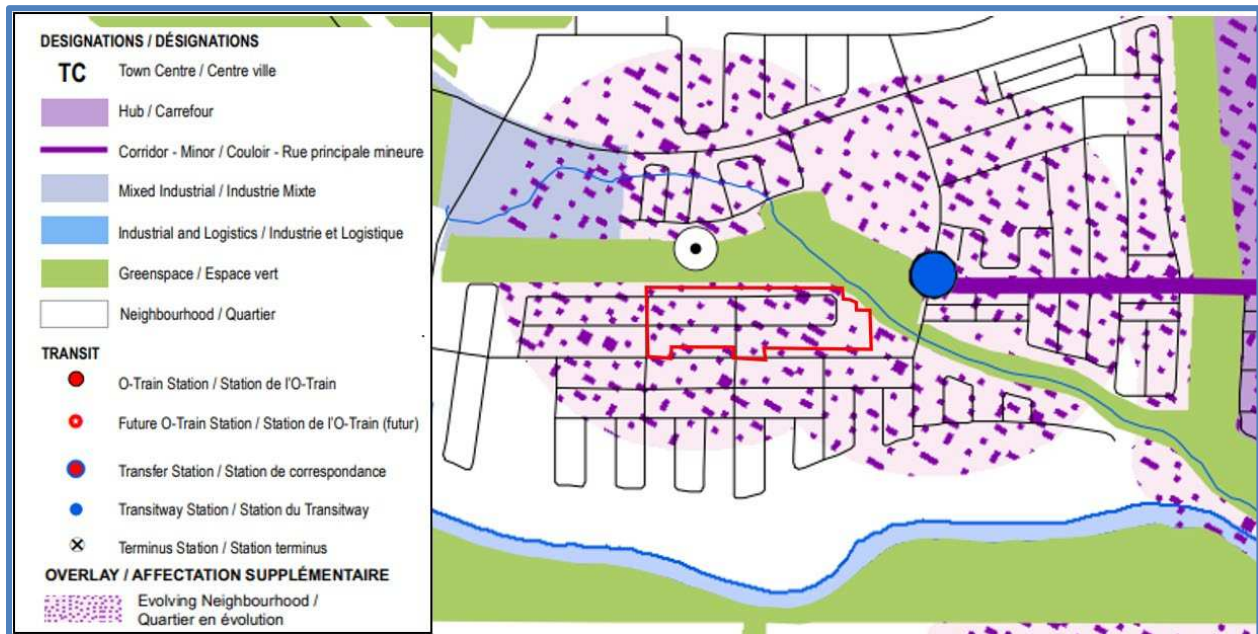 DESIGNATIONS / DÉSIGNATIONS
TC Town Centre / Centre ville
Hub / Carrefour
Corridor - Minor / Couloir - Rue principale mineure
Mixed Industrial / Industrie Mixte
Industrial and Logistics / Industrie et Logistique
Greenspace / Espace vert
Neighbourhood / Quartier
TRANSIT
O-Train Station / Station de l'O-Train
Future O-Train Station / Station de l'O-Train (futur)
Transfer Station / Station de correspondance
Transitway Station / Station du Transitway
Terminus Station / Station terminus
OVERLAY / AFFECTATION SUPPLÉMENTAIRE
Evolving Neighbourhood /
Quartier en évolution